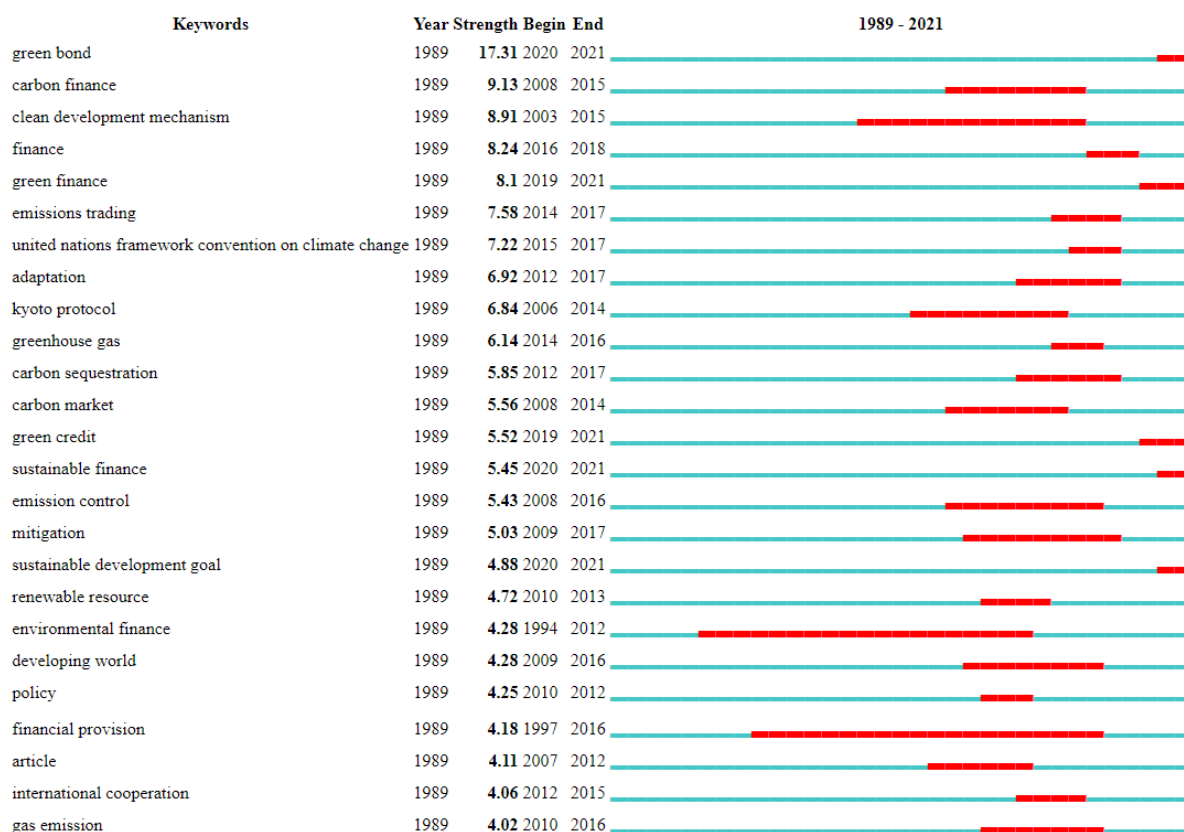 Keywords Year Strength Begin End 1989 - 2021
green bond 1989 17.31 2020 2021
carbon finance 1989 9.13 2008 2015
clean development mechanism 1989 8.91 2003 2015
finance 1989 8.24 2016 2018
green finance 1989 8.1 2019 2021
emissions trading 1989 7.58 2014 2017
united nations framework convention on climate change 1989 7.22 2015 2017
adaptation 1989 6.92 2012 2017
kyoto protocol 1989 6.84 2006 2014
greenhouse gas 1989 6.14 2014 2016
carbon sequestration 1989 5.85 2012 2017
carbon market 1989 5.56 2008 2014
green credit 1989 5.52 2019 2021
sustainable finance 1989 5.45 2020 2021
emission control 1989 5.43 2008 2016
mitigation 1989 5.03 2009 2017
sustainable development goal 1989 4.88 2020 2021
renewable resource 1989 4.72 2010 2013
environmental finance 1989 4.28 1994 2012
developing world 1989 4.28 2009 2016
policy 1989 4.25 2010 2012
financial provision 1989 4.18 1997 2016
article 1989 4.11 2007 2012
international cooperation 1989 4.06 2012 2015
gas emission 1989 4.02 2010 2016